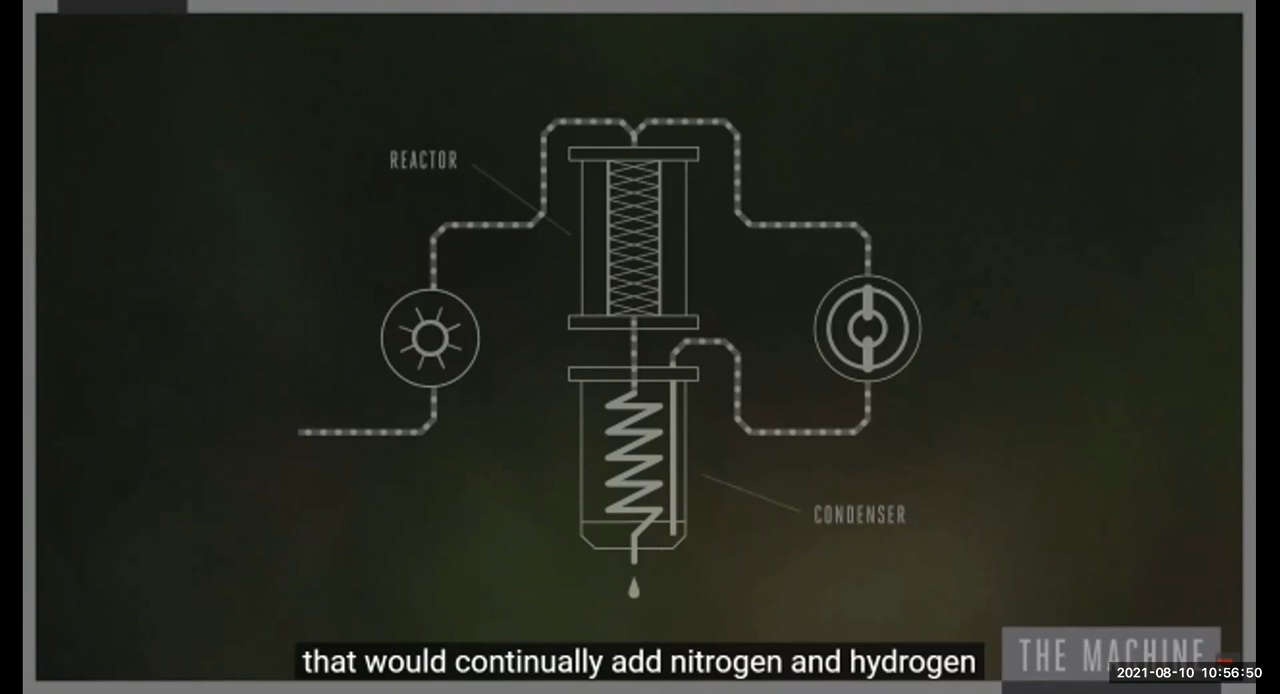 REACTOR
CONDENSER
that would continually add nitrogen and hydrogen
THE MACHINE
2021-08-10 10:56:50